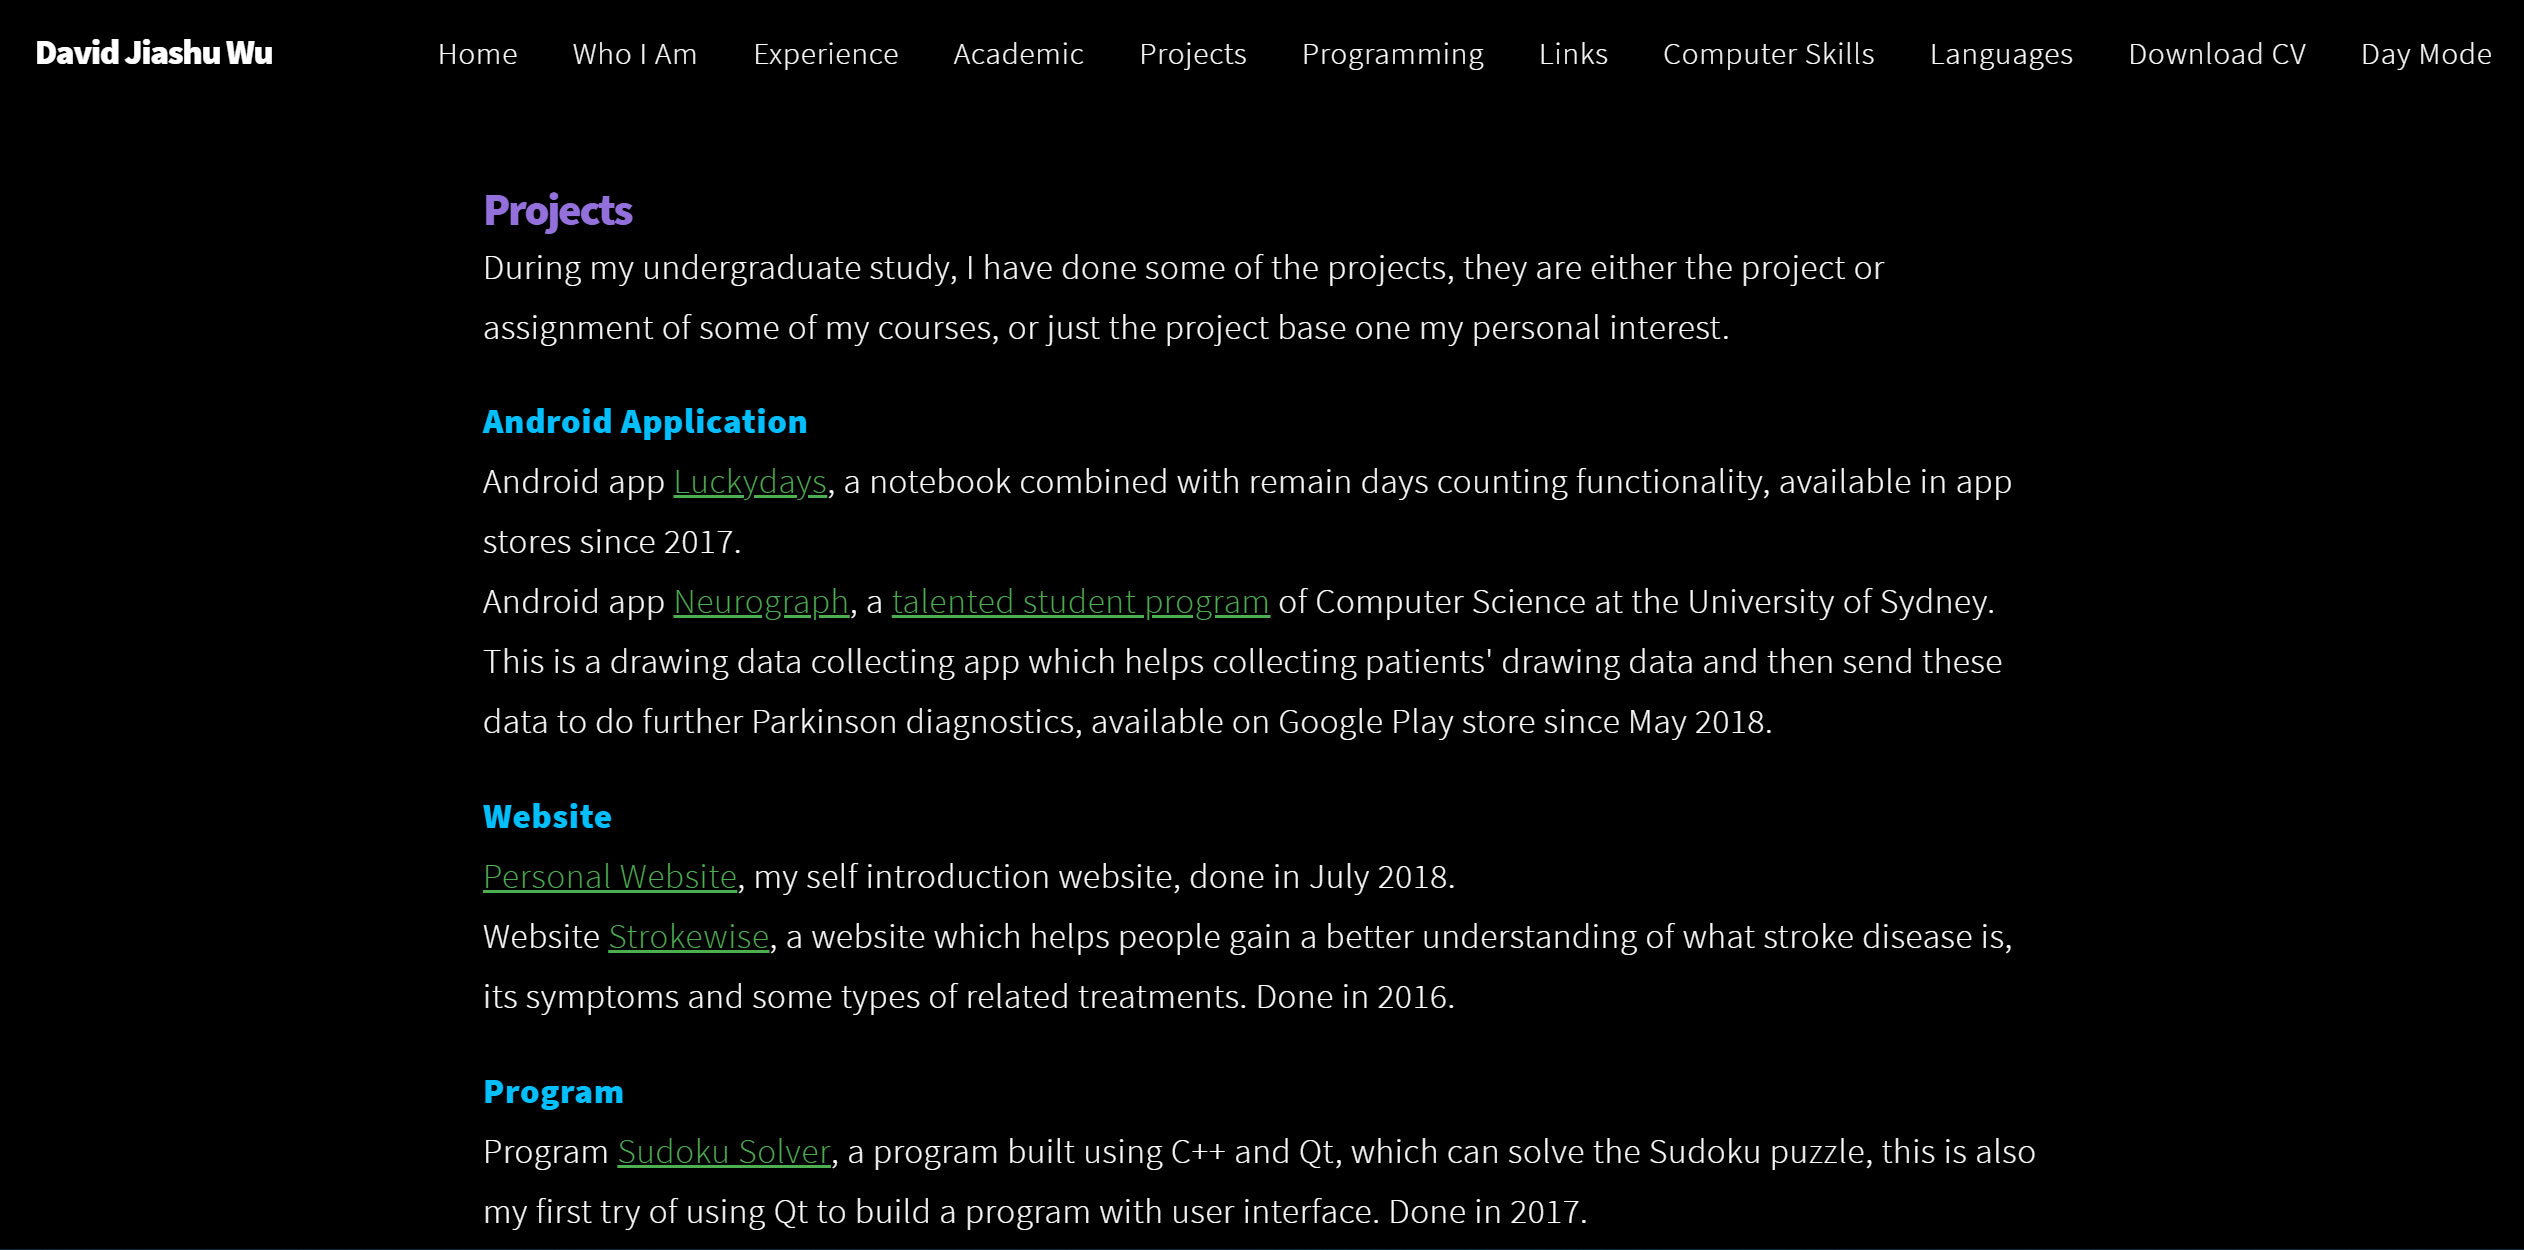 David Jiashu Wu
Home Who I Am Experience Academic Projects Programming Links Computer Skills Languages Download CV Day Mode
Projects
During my undergraduate study, I have done some of the projects, they are either the project or
assignment of some of my courses, or just the project base one my personal interest.
Android Application
Android app Luckydays, a notebook combined with remain days counting functionality, available in app
stores since 2017.
Android app Neurograph, a talented student program of Computer Science at the University of Sydney.
This is a drawing data collecting app which helps collecting patients' drawing data and then send these
data to do further Parkinson diagnostics, available on Google Play store since May 2018.
Website
Personal Website, my self introduction website, done in July 2018.
Website Strokewise, a website which helps people gain a better understanding of what stroke disease is,
its symptoms and some types of related treatments. Done in 2016.
Program
Program Sudoku Solver, a program built using C++ and Qt, which can solve the Sudoku puzzle, this is also
my first try of using Qt to build a program with user interface. Done in 2017.